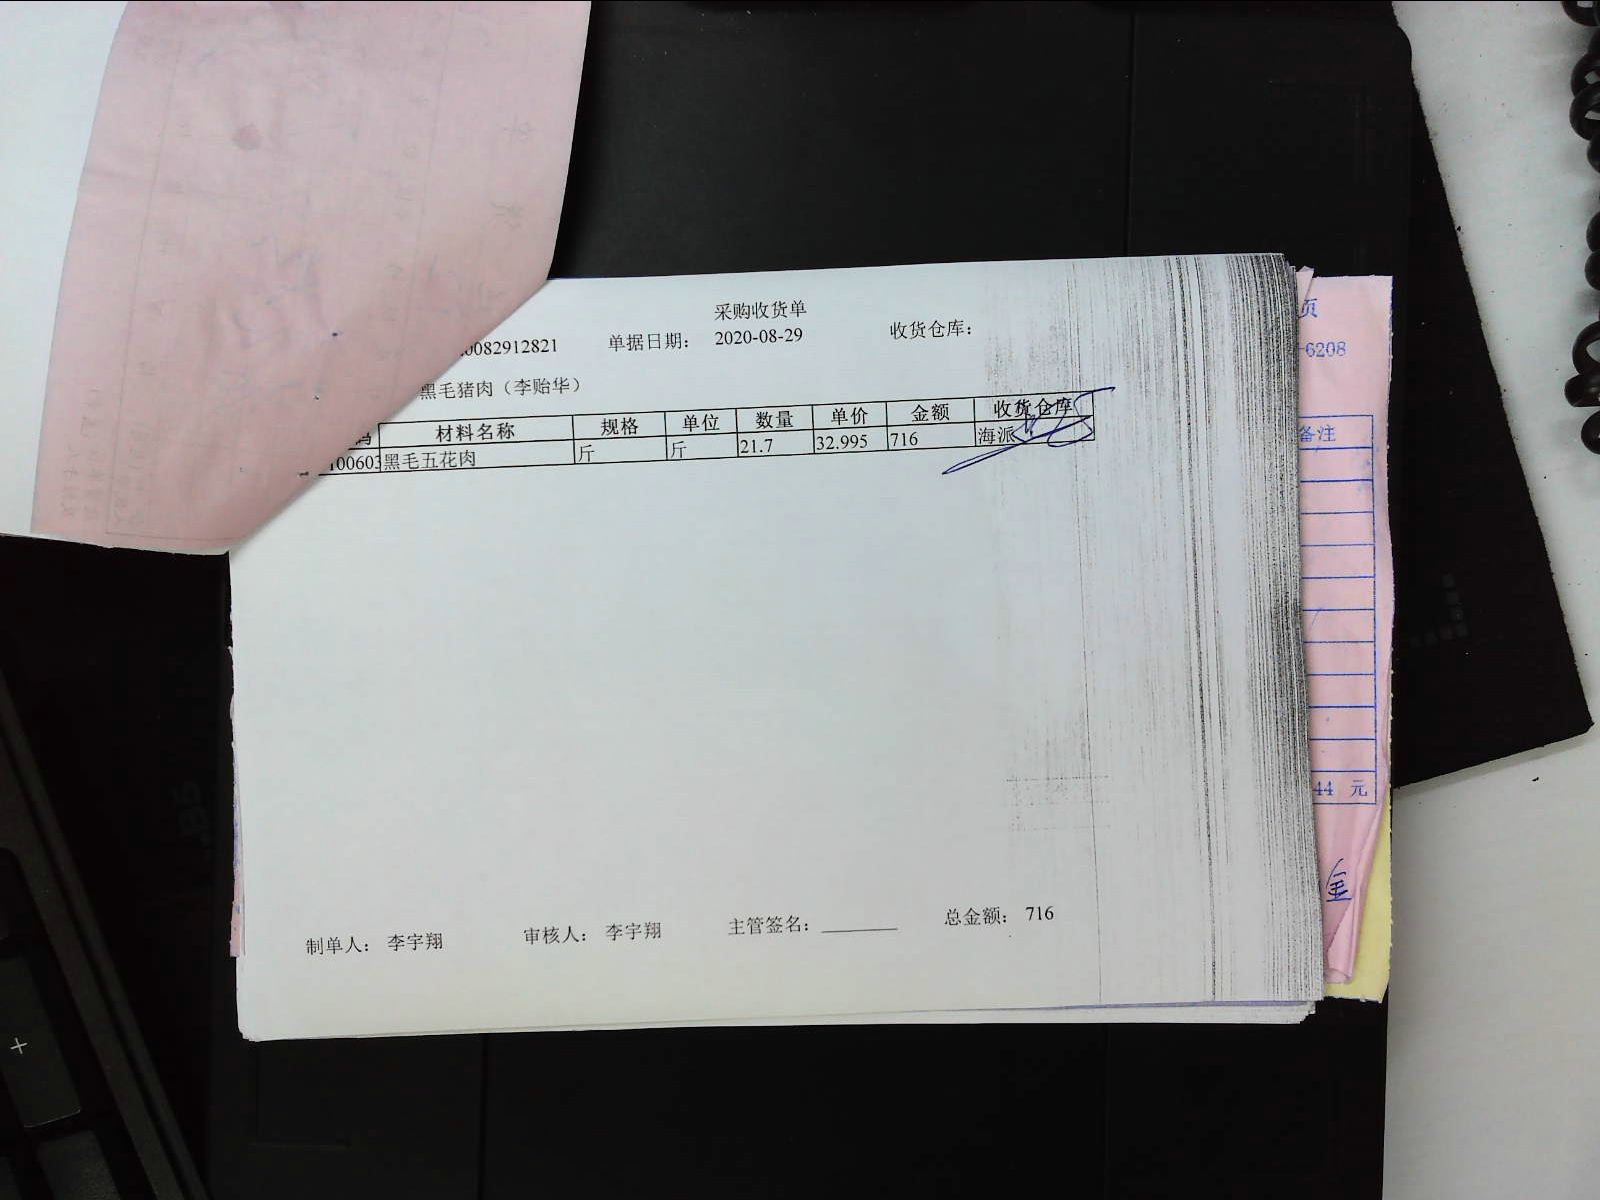 采购收货单
0082912821 单据日期: 2020-08-29 收货仓库:
黑毛猪肉（李贻华）
码 材料名称 规格 单位 数量 单价 金额 收货仓库
100603 黑毛五花肉 斤 斤 21.7 32.995 716 海派
制单人: 李宇翔 审核人: 李宇翔 主管签名: 总金额: 716
页
-6208
备注
44 元